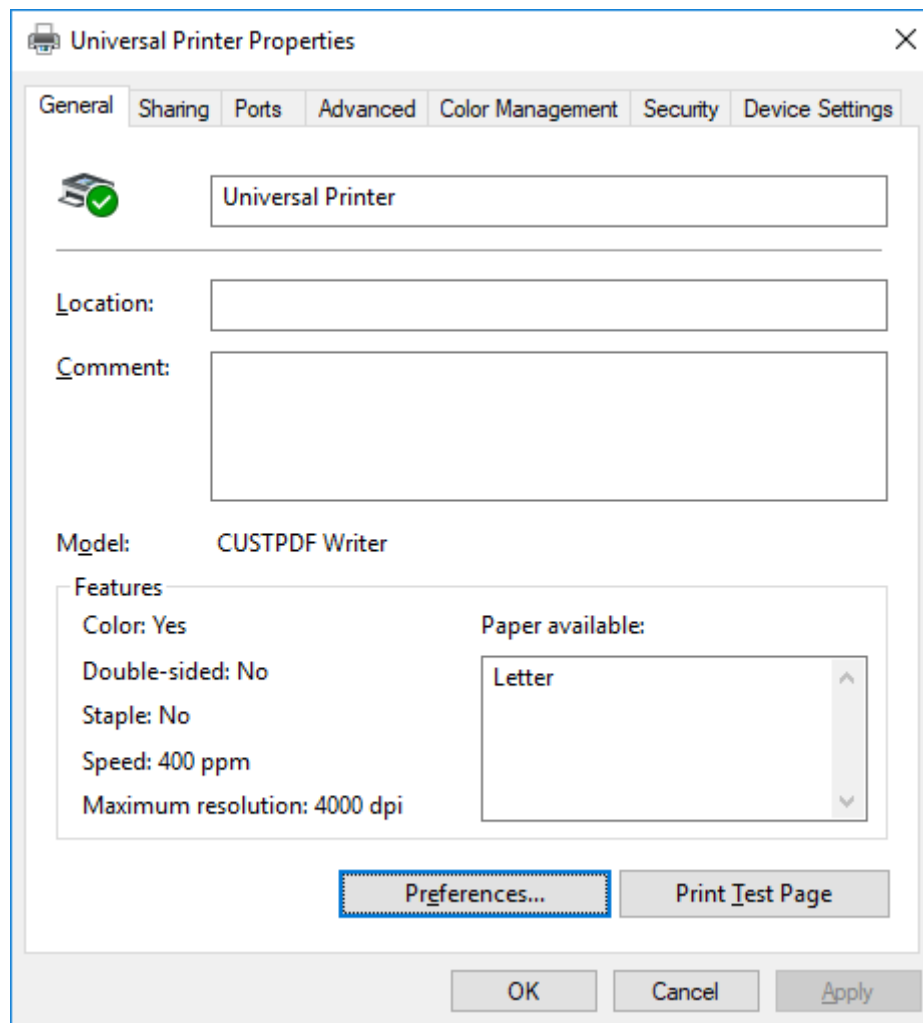 Universal Printer Properties
General Sharing Ports Advanced Color Management Security Device Settings
Universal Printer
Location:
Comment:
Model: CUSTPDF Writer
Features
Color: Yes
Paper available:
Double-sided: No
Letter
Staple: No
Speed: 400 ppm
Maximum resolution: 4000 dpi
Preferences... Print Test Page
OK Cancel Apply